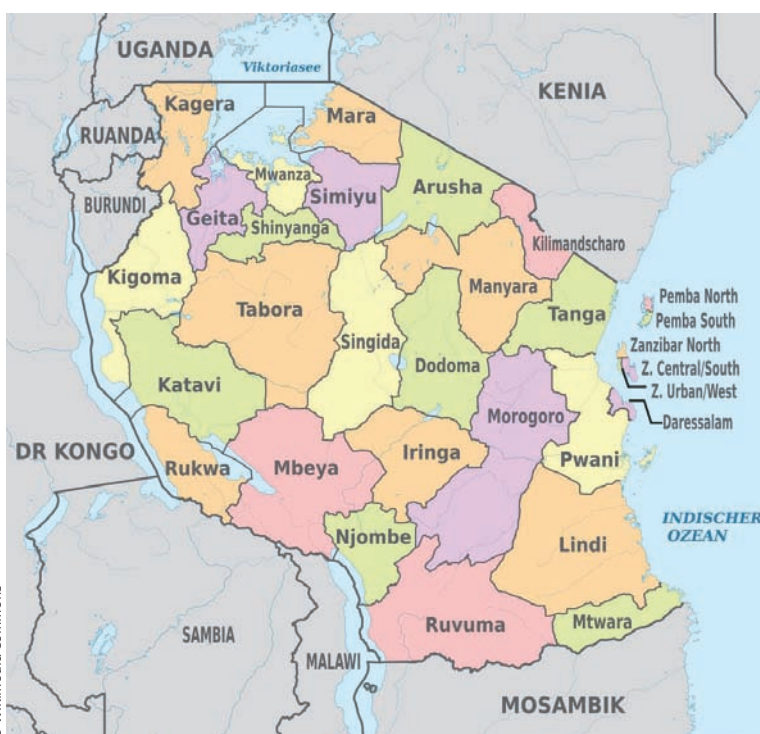 UGANDA
Viktoriasee
KENIA
Kagera
Mara
RUANDA
Mwanza
Arusha
Simiyu
BURUNDI
Geita
Shinyanga
Kilimandscharo
Kigoma
Manyara
Pemba North
Tabora
Tanga
Pemba South
Singida
Zanzibar North
Dodoma
Z. Central/South
Katavi
Z. Urban/West
Morogoro
Daressalam
DR KONGO
Rukwa
Mbeya
Iringa
Pwani
INDISCHER
OZEAN
Njombe
Lindi
Ruvuma
Mtwara
SAMBIA
MALAWI
MOSAMBIK